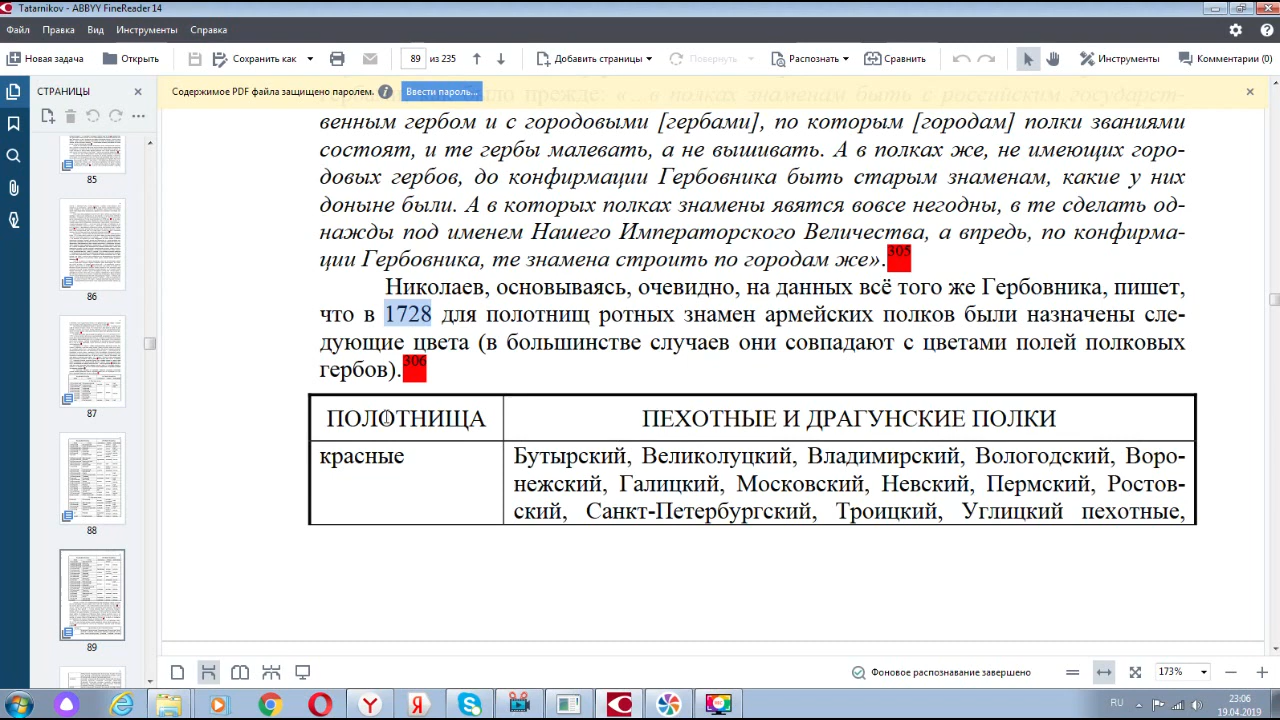 Tatarnikov - ABBYY FineReader 14
Файл Правка Вид Инструменты Справка
Новая задача Открыть Сохранить как 89 из 235 Добавить страницы Повернуть Распознать Сравнить Инструменты Комментарии (0)
СТРАНИЦЫ
Содержимое PDF файла защищено паролем. Ввести пароль...
венным гербом и с городовыми [гербами], по которым [городам] полки званиями
состоят, и те гербы малевать, а не вышивать. А в полках же, не имеющих горо-
довых гербов, до конфирмации Гербовника быть старым знаменам, какие у них
доныне были. А в которых полках знамены явятся вовсе негодны, в те сделать од-
нажды под именем Нашего Императорского Величества, а впредь, по конфирма-
ции Гербовника, те знамена строить по городам же».305
Николаев, основываясь, очевидно, на данных всё того же Гербовника, пишет,
что в 1728 для полотнищ ротных знамен армейских полков были назначены сле-
дующие цвета (в большинстве случаев они совпадают с цветами полей полковых
гербов).306
ПОЛОТНИЩА ПЕХОТНЫЕ И ДРАГУНСКИЕ ПОЛКИ
красные Бутырский, Великолуцкий, Владимирский, Вологодский, Воро-
нежский, Галицкий, Московский, Невский, Пермский, Ростов-
ский, Санкт-Петербургский, Троицкий, Углицкий пехотные,
85
86
87
88
89
Фоновое распознавание завершено 173%
RU 23:06
19.04.2019